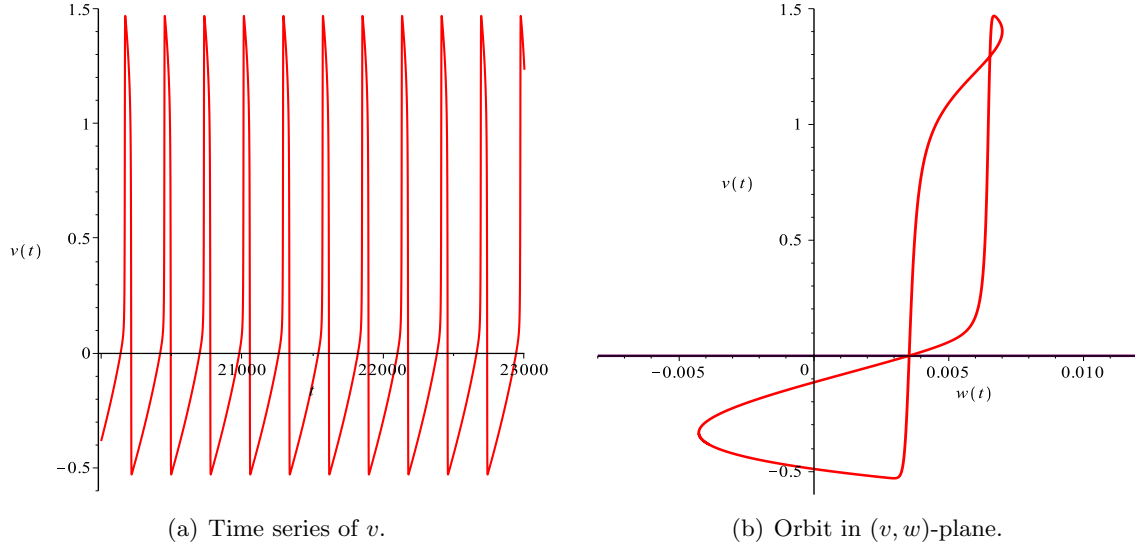 1.5
1
0.5
v(t)
0
21000
22000
23000
t
−0.5
1.5
1
v(t)
0.5
−0.005
0
0.005
0.010
w(t)
−0.5
(a) Time series of v.
(b) Orbit in (v, w)-plane.